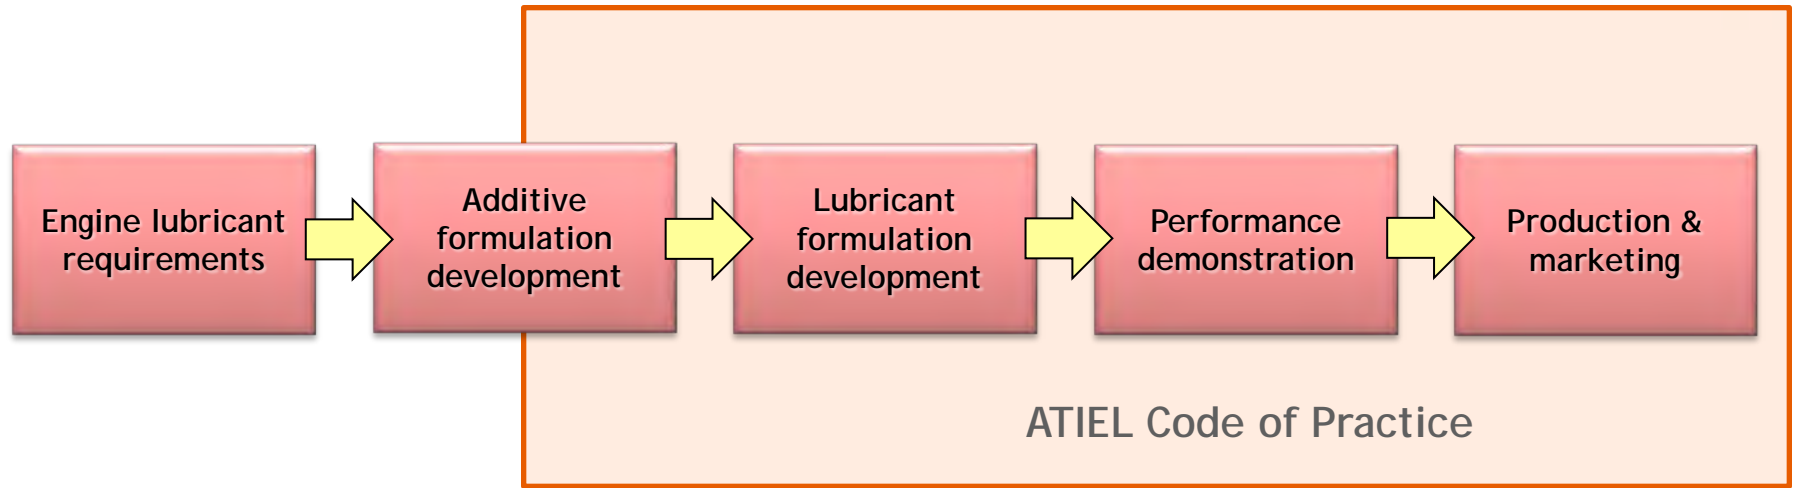 Engine lubricant
requirements
Additive
formulation
development
Lubricant
formulation
development
Performance
demonstration
Production &
marketing
ATIEL Code of Practice